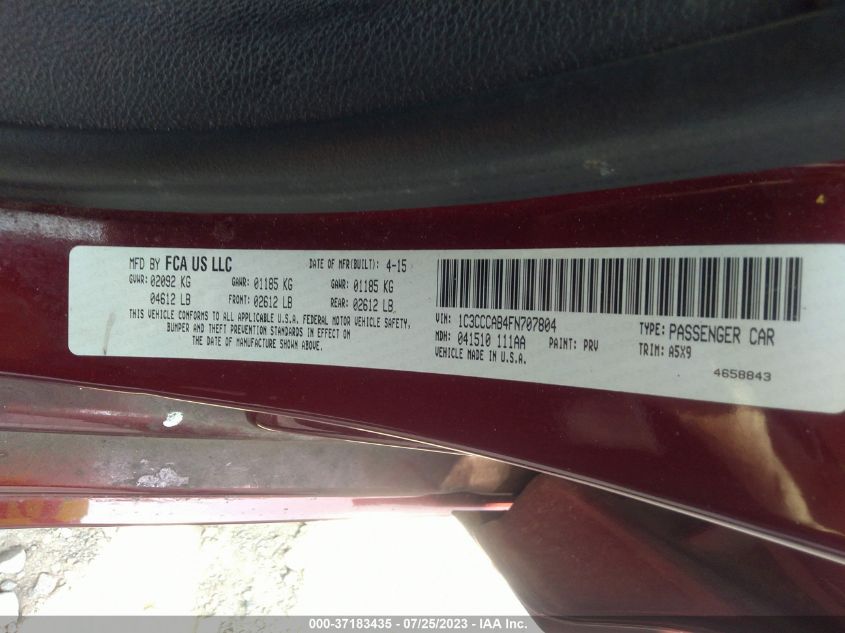 MFD BY FCA US LLC DATE OF MFR(BUILT): 4-15
GVWR: 02092 KG GAWR: 01185 KG GAWR: 01185 KG
04612 LB FRONT: 02612 LB REAR: 02612 LB
THIS VEHICLE CONFORMS TO ALL APPLICABLE U.S.A. FEDERAL MOTOR VEHICLE SAFETY,
BUMPER AND THEFT PREVENTION STANDARDS IN EFFECT ON
THE DATE OF MANUFACTURE SHOWN ABOVE.
VIN: 1C3CCCAB4FN707804 TYPE: PASSENGER CAR
MDH: 041510 111AA PAINT: PRV TRIM: A5X9
VEHICLE MADE IN U.S.A.
4658843
000-37183435 - 07/25/2023 - © IAA Inc.